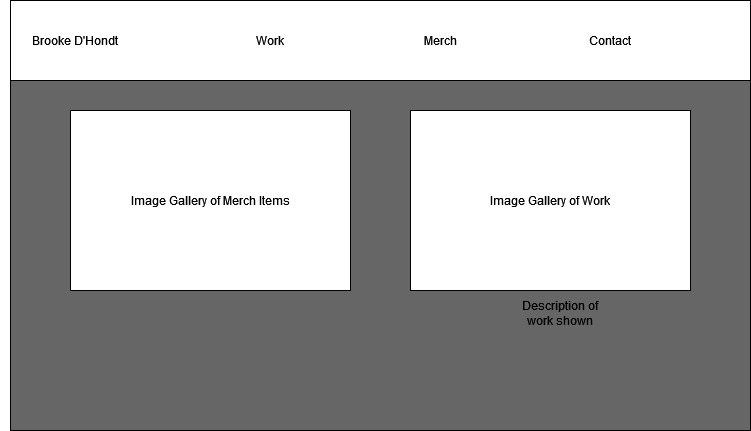 Brooke D'Hondt Work Merch Contact
Image Gallery of Merch Items
Image Gallery of Work
Description of
work shown